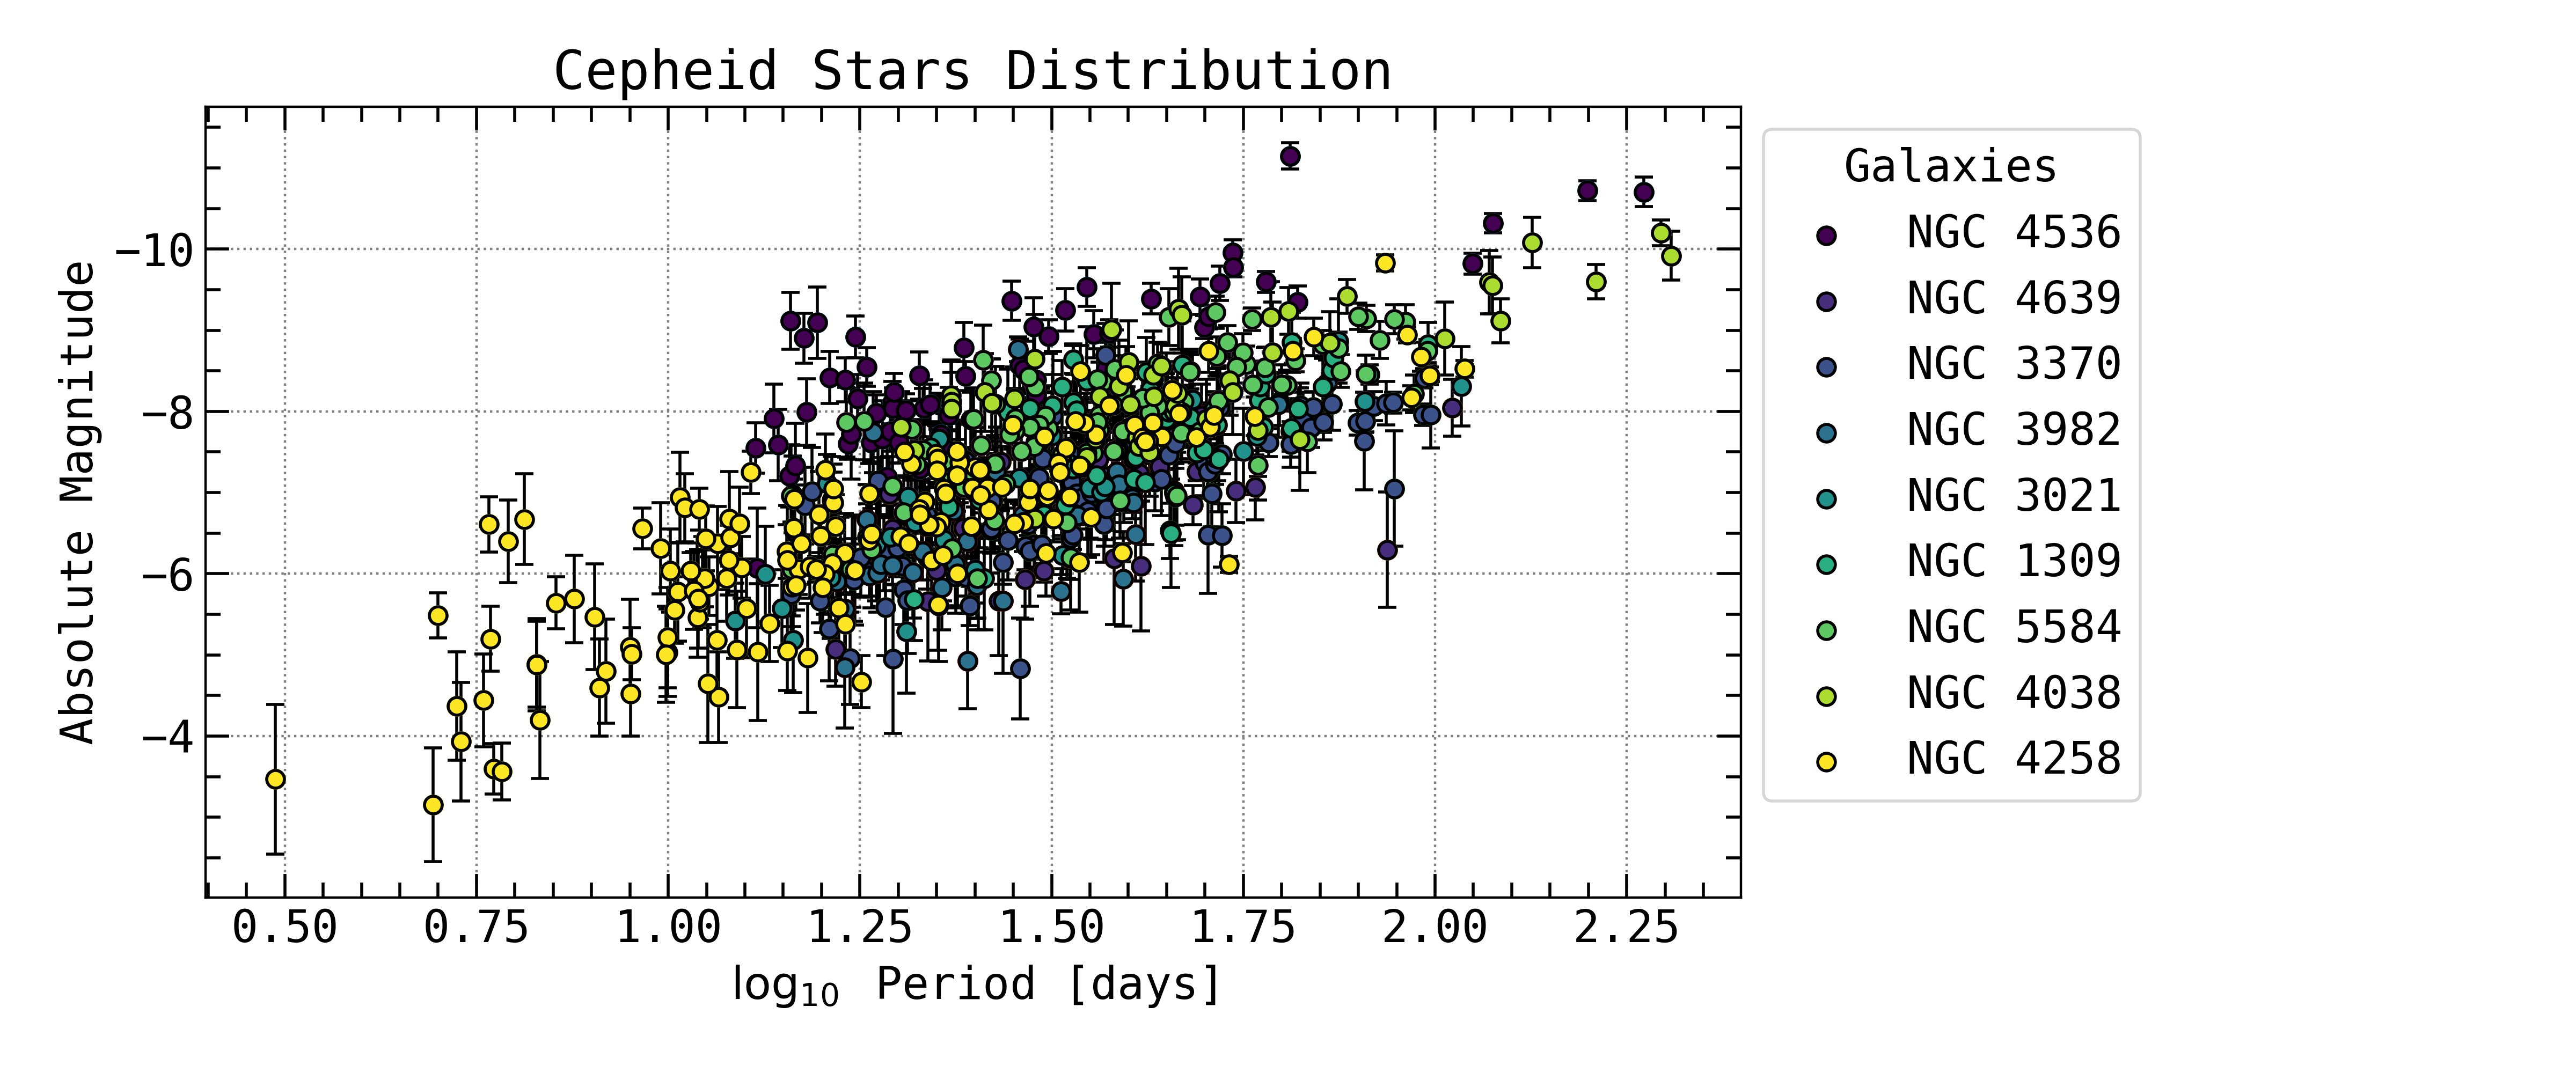 Cepheid Stars Distribution
Absolute Magnitude
−10
−8
−6
−4
0.50 0.75 1.00 1.25 1.50 1.75 2.00 2.25
log₁₀ Period [days]
Galaxies
NGC 4536
NGC 4639
NGC 3370
NGC 3982
NGC 3021
NGC 1309
NGC 5584
NGC 4038
NGC 4258